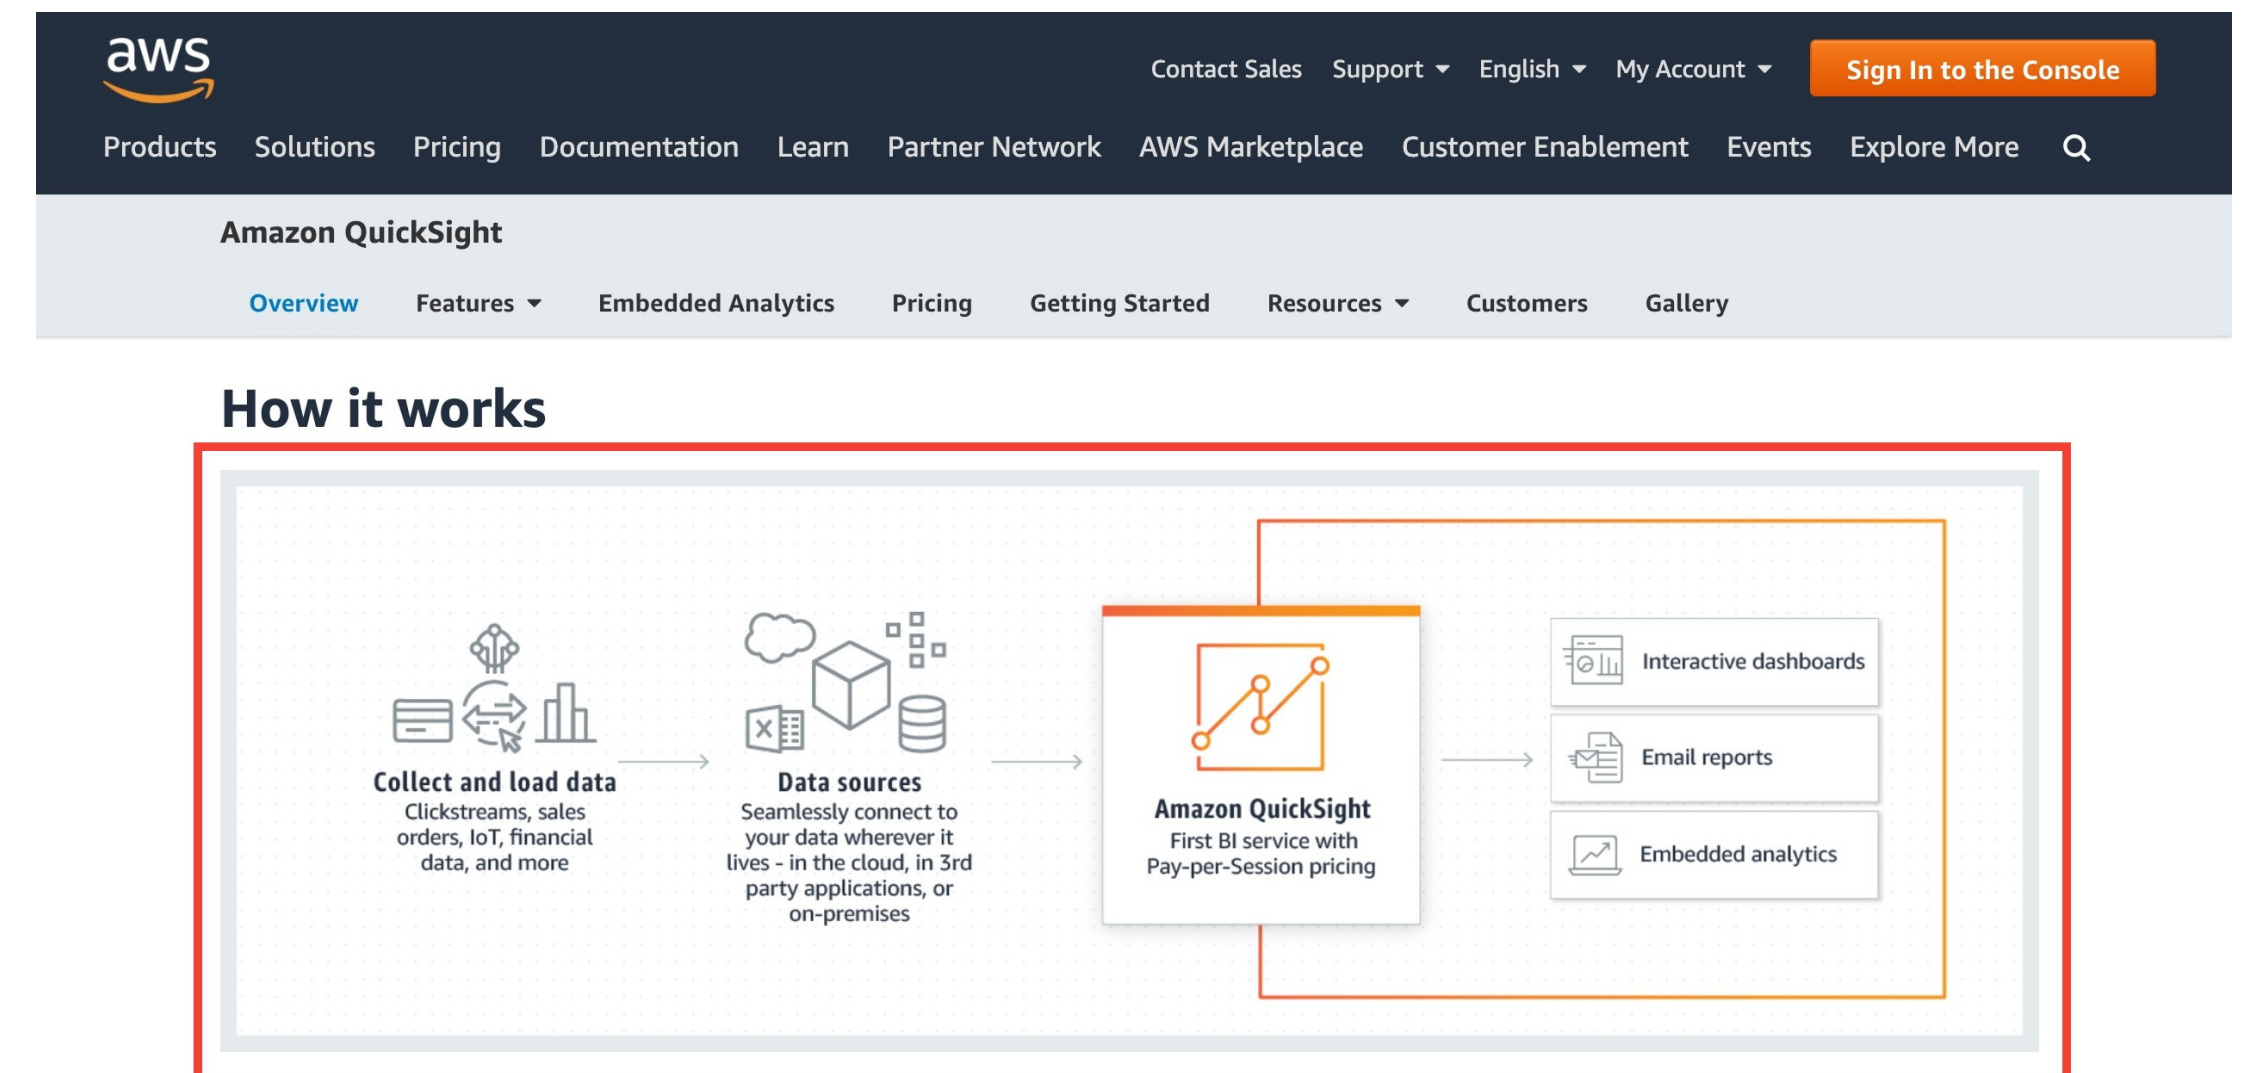 aws
Contact Sales Support English My Account Sign In to the Console
Products Solutions Pricing Documentation Learn Partner Network AWS Marketplace Customer Enablement Events Explore More
Amazon QuickSight
Overview Features Embedded Analytics Pricing Getting Started Resources Customers Gallery
How it works
Collect and load data
Clickstreams, sales
orders, IoT, financial
data, and more
Data sources
Seamlessly connect to
your data wherever it
lives - in the cloud, in 3rd
party applications, or
on-premises
Amazon QuickSight
First BI service with
Pay-per-Session pricing
Interactive dashboards
Email reports
Embedded analytics